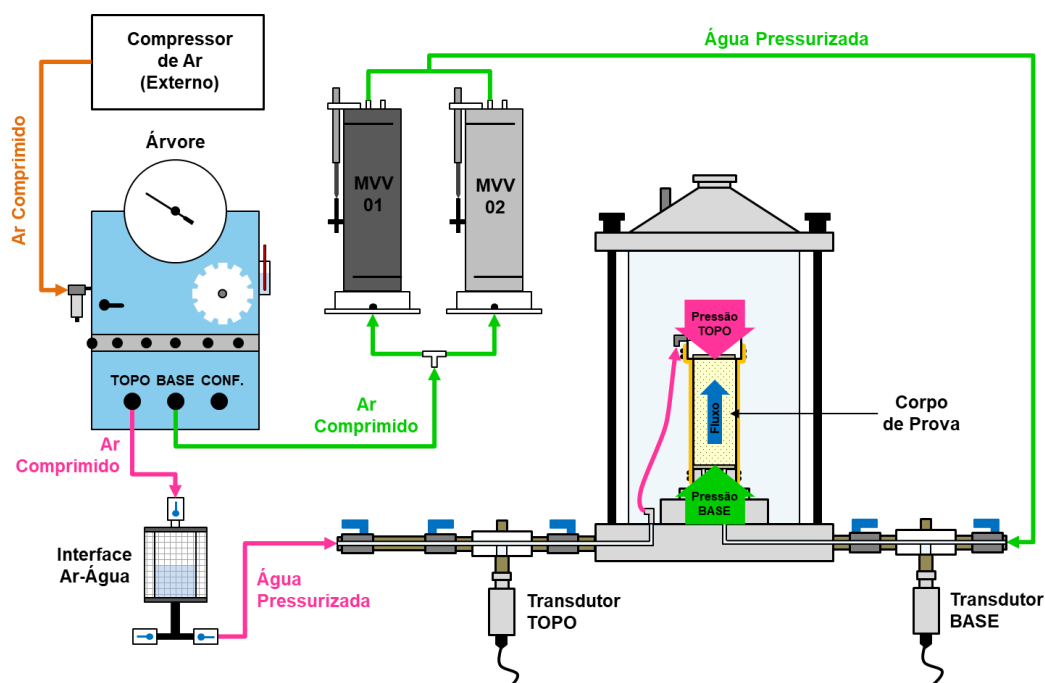 Compressor
de Ar
(Externo)
Água Pressurizada
Árvore
Ar Comprimido
MVV
01
MVV
02
Pressão
TOPO
TOPO BASE CONF.
Ar
Comprimido
Fluxo
Corpo
de Prova
Ar
Comprimido
Pressão
BASE
Interface
Ar-Água
Água
Pressurizada
Transdutor
TOPO
Transdutor
BASE